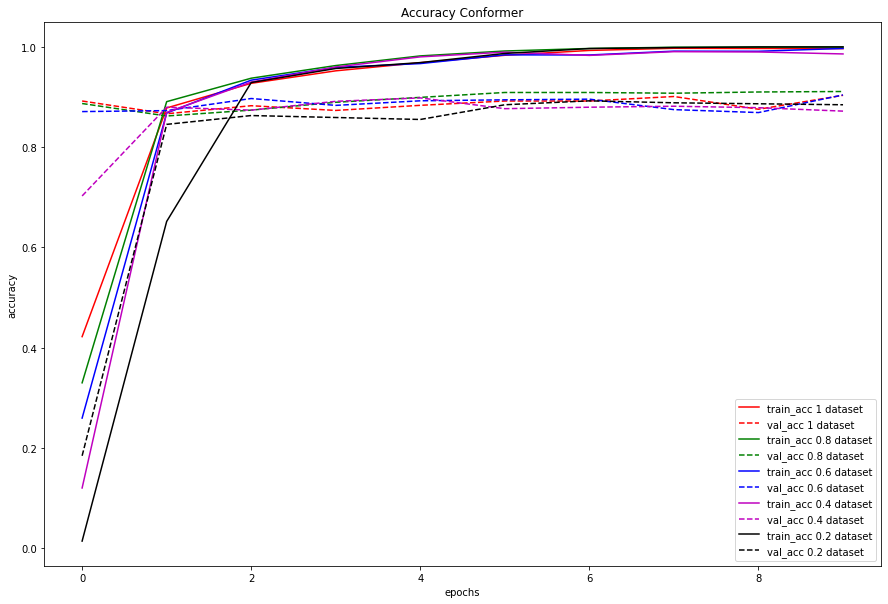 Accuracy Conformer
1.0
0.8
0.6
0.4
0.2
0.0
accuracy
0
2
4
6
8
epochs
train_acc 1 dataset
val_acc 1 dataset
train_acc 0.8 dataset
val_acc 0.8 dataset
train_acc 0.6 dataset
val_acc 0.6 dataset
train_acc 0.4 dataset
val_acc 0.4 dataset
train_acc 0.2 dataset
val_acc 0.2 dataset